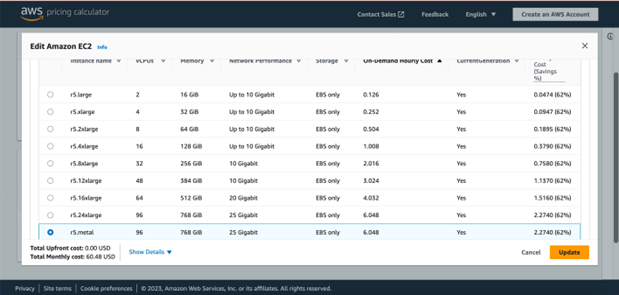 aws pricing calculator
Contact Sales Feedback English Create an AWS Account
Edit Amazon EC2 Info
Instance name vCPUs Memory Network Performance Storage On-Demand Hourly Cost CurrentGeneration Cost
(Savings
%)
r5.large 2 16 GiB Up to 10 Gigabit EBS only 0.126 Yes 0.0474 (62%)
r5.xlarge 4 32 GiB Up to 10 Gigabit EBS only 0.252 Yes 0.0947 (62%)
r5.2xlarge 8 64 GiB Up to 10 Gigabit EBS only 0.504 Yes 0.1895 (62%)
r5.4xlarge 16 128 GiB Up to 10 Gigabit EBS only 1.008 Yes 0.3790 (62%)
r5.8xlarge 32 256 GiB 10 Gigabit EBS only 2.016 Yes 0.7580 (62%)
r5.12xlarge 48 384 GiB 10 Gigabit EBS only 3.024 Yes 1.1370 (62%)
r5.16xlarge 64 512 GiB 20 Gigabit EBS only 4.032 Yes 1.5160 (62%)
r5.24xlarge 96 768 GiB 25 Gigabit EBS only 6.048 Yes 2.2740 (62%)
r5.metal 96 768 GiB 25 Gigabit EBS only 6.048 Yes 2.2740 (62%)
Total Upfront cost: 0.00 USD
Total Monthly cost: 60.48 USD
Show Details
Cancel Update
Privacy Site terms Cookie preferences © 2023, Amazon Web Services, Inc. or its affiliates. All rights reserved.